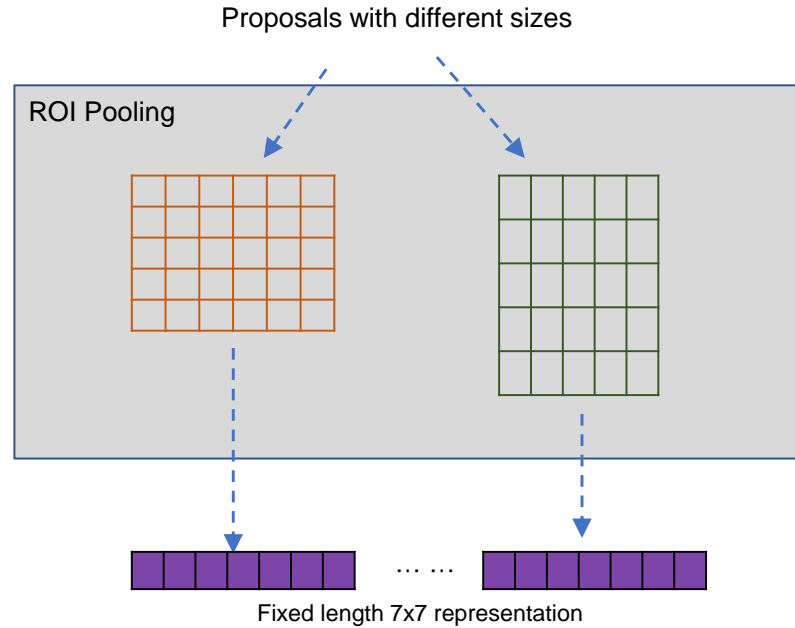 Proposals with different sizes
ROI Pooling
... ...
Fixed length 7x7 representation